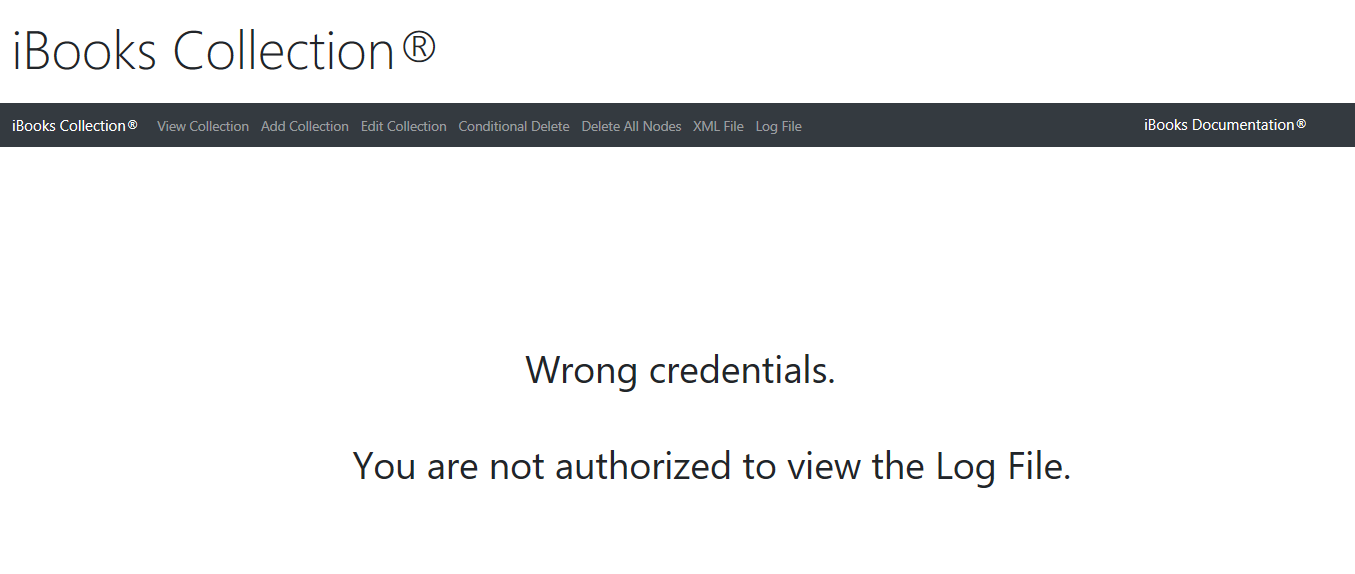 iBooks Collection®
iBooks Collection® View Collection Add Collection Edit Collection Conditional Delete Delete All Nodes XML File Log File iBooks Documentation®
Wrong credentials.
You are not authorized to view the Log File.